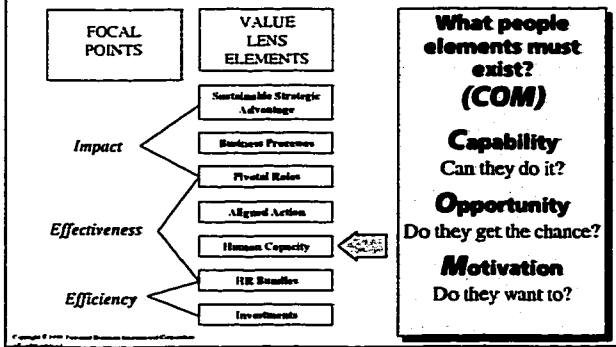 FOCAL
POINTS
VALUE
LENS
ELEMENTS
Sustainable Strategic
Advantage
Impact
Business Processes
Pivotal Roles
Effectiveness
Aligned Action
Human Capacity
HR Bundles
Efficiency
Investments
What people
elements must
exist?
(COM)
Capability
Can they do it?
Opportunity
Do they get the chance?
Motivation
Do they want to?
Copyright ©